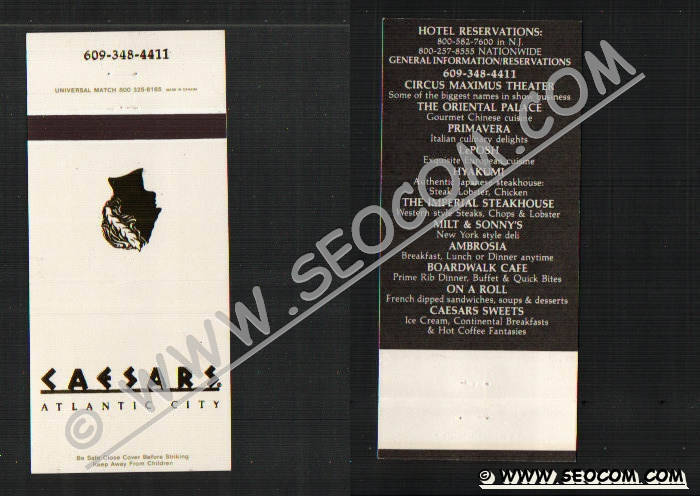 609-348-4411
UNIVERSAL MATCH 800 325-6165 MADE IN CANADA
CAESARS®
ATLANTIC CITY
Be Safe Close Cover Before Striking
Keep Away From Children
HOTEL RESERVATIONS:
800-582-7600 in N.J.
800-257-8555 NATIONWIDE
GENERAL INFORMATION/RESERVATIONS
609-348-4411
CIRCUS MAXIMUS THEATER
Some of the biggest names in show business
THE ORIENTAL PALACE
Gourmet Chinese cuisine
PRIMAVERA
Italian culinary delights
LePOSH
Exquisite European cuisine
HYAKUMI
Authentic Japanese steakhouse:
Steak, Lobster, Chicken
THE IMPERIAL STEAKHOUSE
Western style Steaks, Chops & Lobster
MILT & SONNY'S
New York style deli
AMBROSIA
Breakfast, Lunch or Dinner anytime
BOARDWALK CAFE
Prime Rib Dinner, Buffet & Quick Bites
ON A ROLL
French dipped sandwiches, soups & desserts
CAESARS SWEETS
Ice Cream, Continental Breakfasts
& Hot Coffee Fantasies
© WWW.SEOCOM.COM
© WWW.SEOCOM.COM